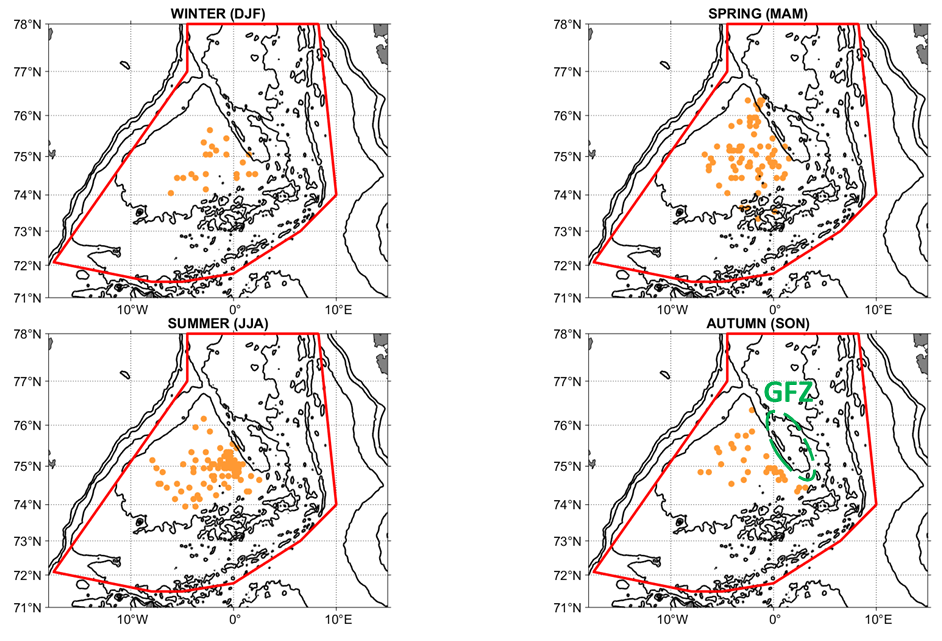 WINTER (DJF)
78°N
77°N
76°N
75°N
74°N
73°N
72°N
71°N
10°W
0°
10°E
SPRING (MAM)
78°N
77°N
76°N
75°N
74°N
73°N
72°N
71°N
10°W
0°
10°E
SUMMER (JJA)
78°N
77°N
76°N
75°N
74°N
73°N
72°N
71°N
10°W
0°
10°E
AUTUMN (SON)
78°N
77°N
GFZ
76°N
75°N
74°N
73°N
72°N
71°N
10°W
0°
10°E